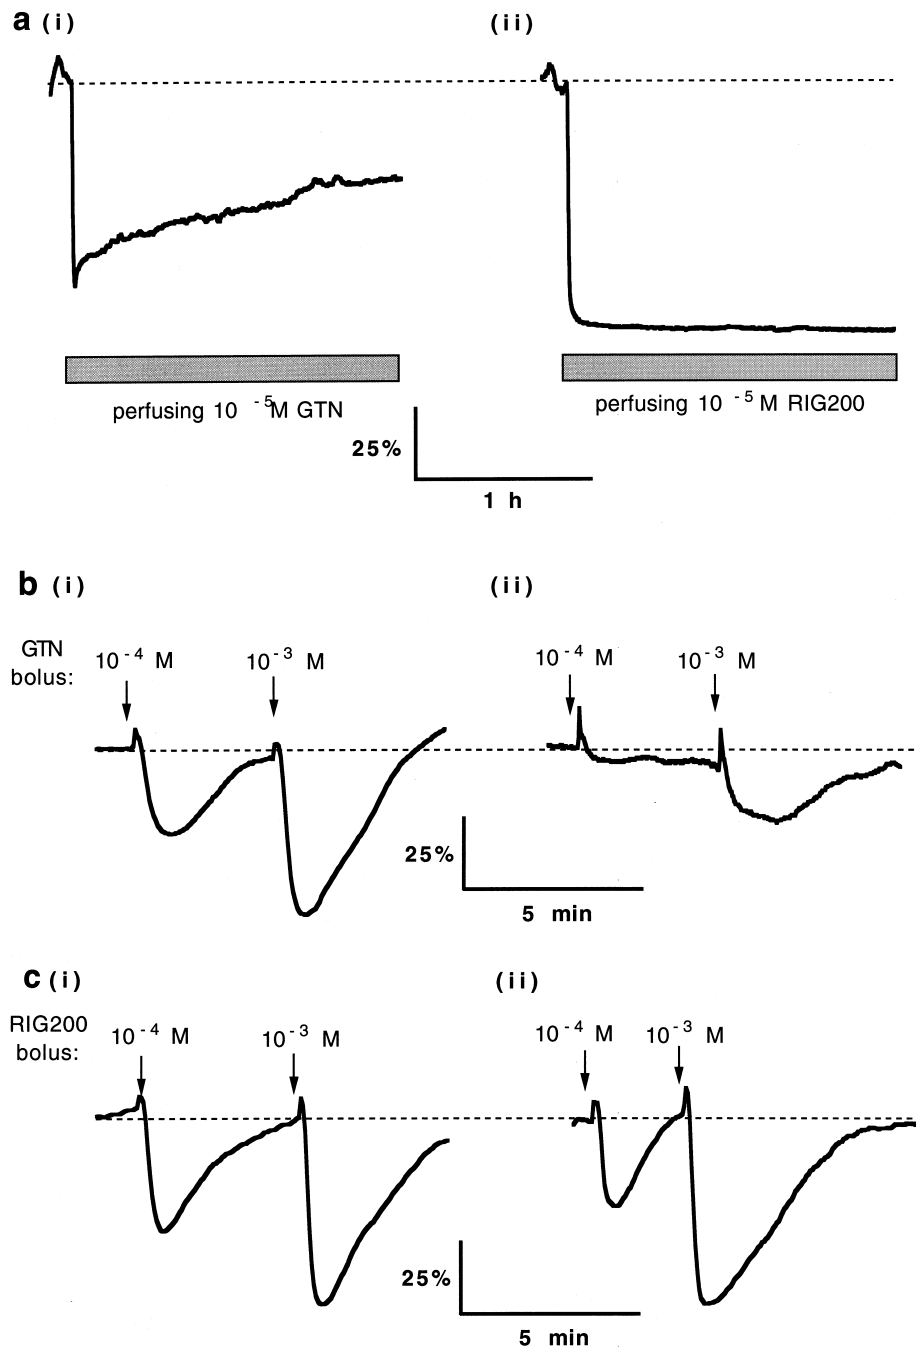 a (i)
(ii)
perfusing 10 -5M GTN
perfusing 10 -5 M RIG200
25%
1 h
b (i)
(ii)
GTN
bolus:
10-4 M
10-3 M
10-4 M
10-3 M
25%
5 min
c (i)
(ii)
RIG200
bolus:
10-4 M
10-3 M
10-4 M
10-3 M
25%
5 min